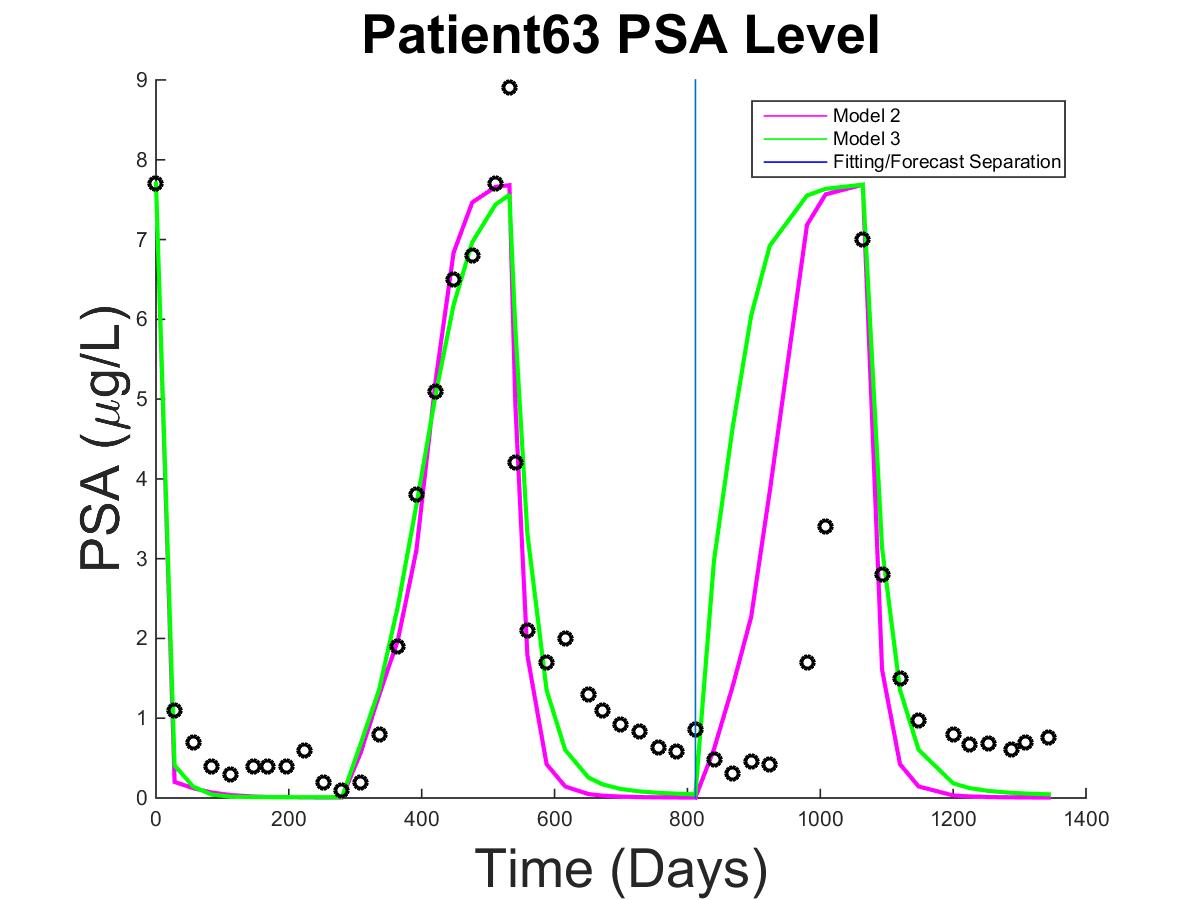 Patient63 PSA Level
PSA (μg/L)
9
8
7
6
5
4
3
2
1
0
Model 2
Model 3
Fitting/Forecast Separation
0 200 400 600 800 1000 1200 1400
Time (Days)